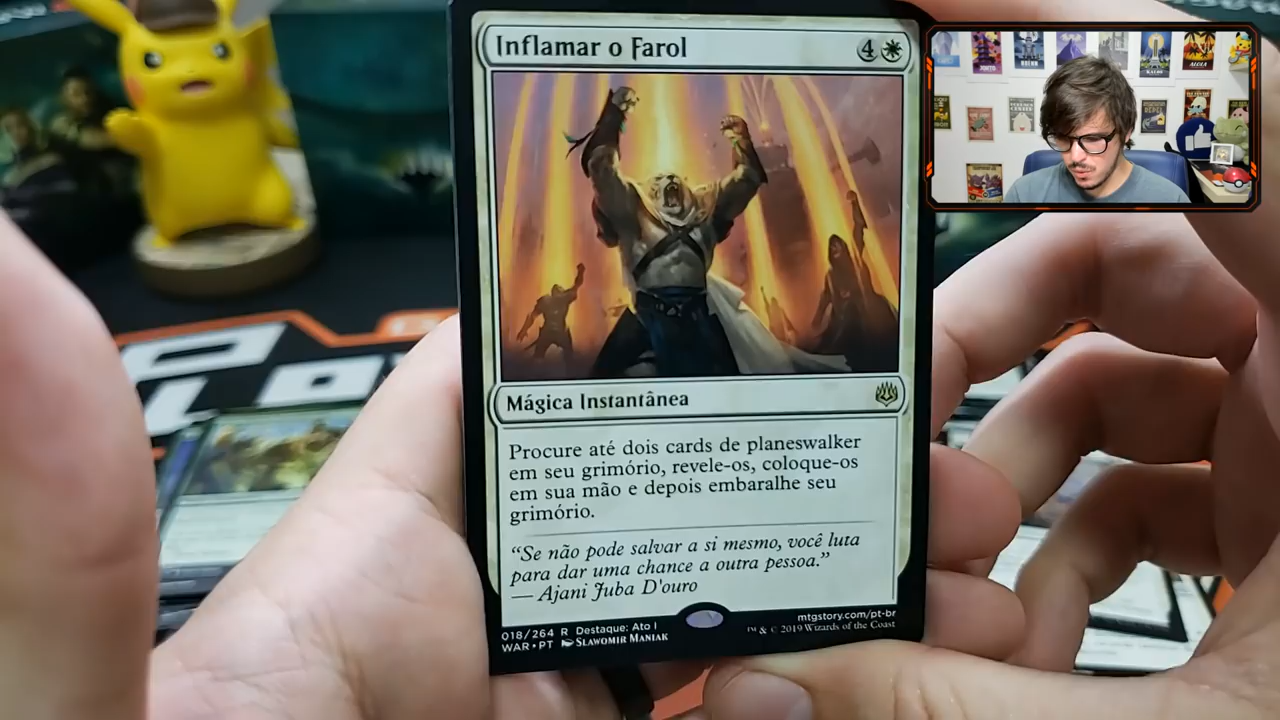 Inflamar o Farol
4
Mágica Instantânea
Procure até dois cards de planeswalker
em seu grimório, revele-os, coloque-os
em sua mão e depois embaralhe seu
grimório.
“Se não pode salvar a si mesmo, você luta
para dar uma chance a outra pessoa.”
— Ajani Juba D'ouro
018/264 R Destaque: Ato I
WAR • PT SLAWOMIR MANIAK
mtgstory.com/pt-br
™ & © 2019 Wizards of the Coast